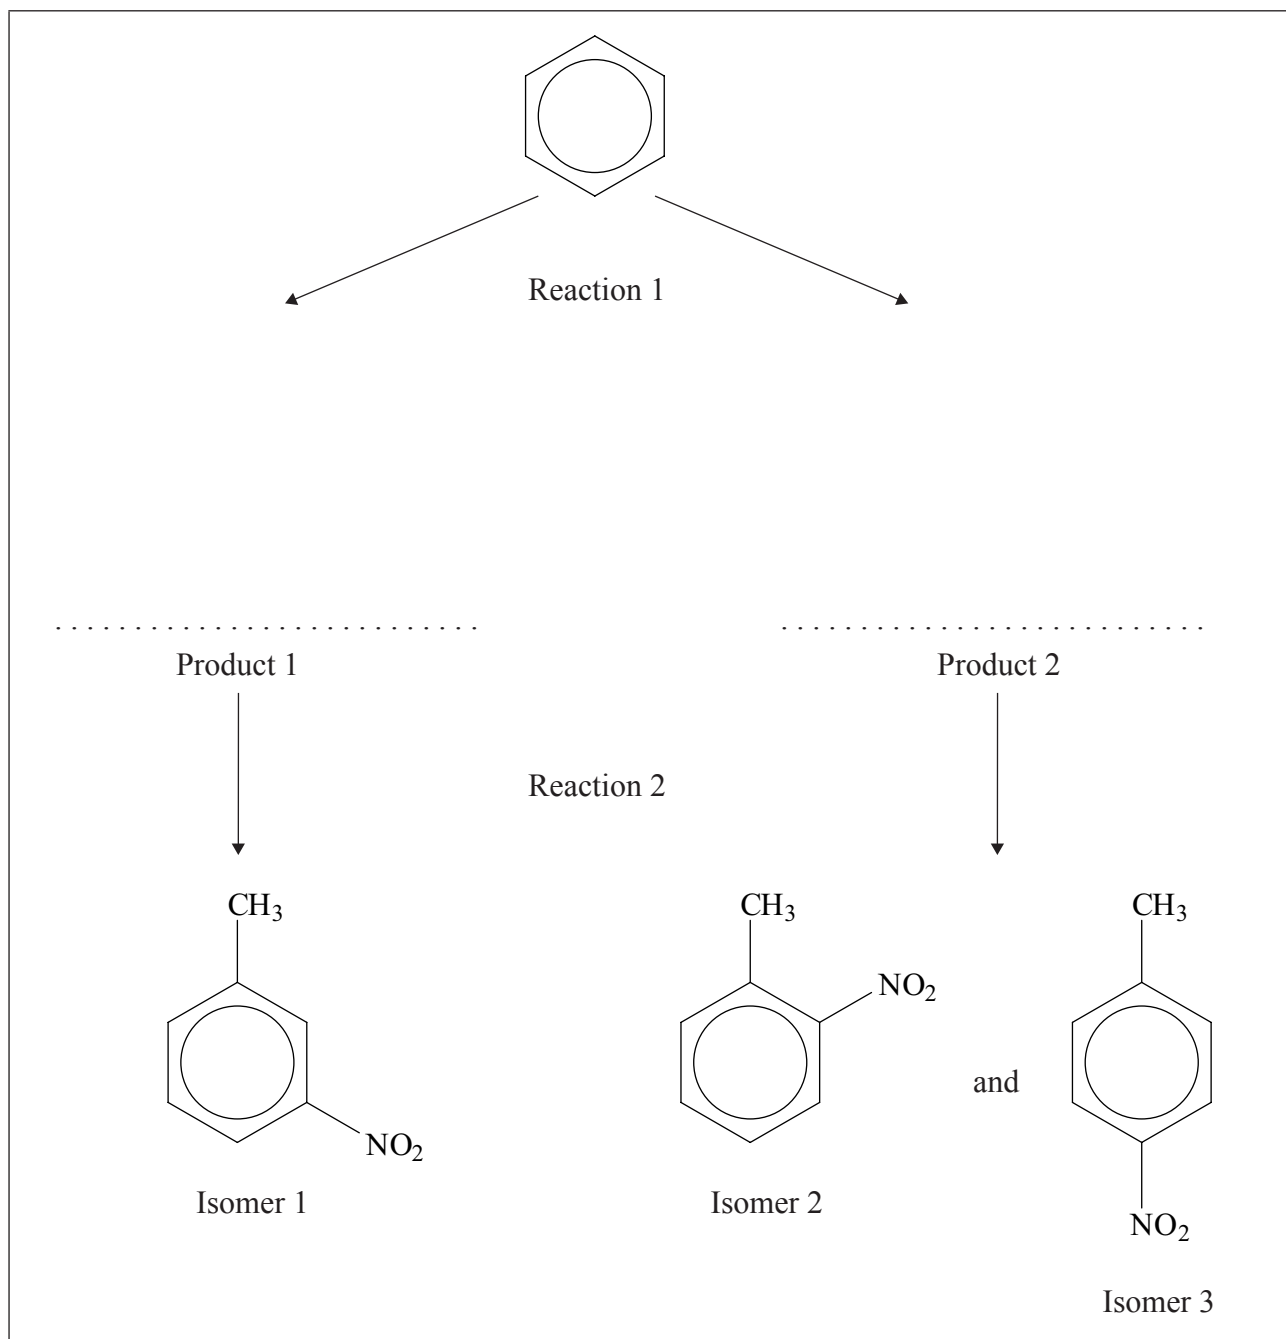 Reaction 1
Product 1
Product 2
Reaction 2
CH₃
CH₃
CH₃
NO₂
and
NO₂
Isomer 1
Isomer 2
NO₂
Isomer 3